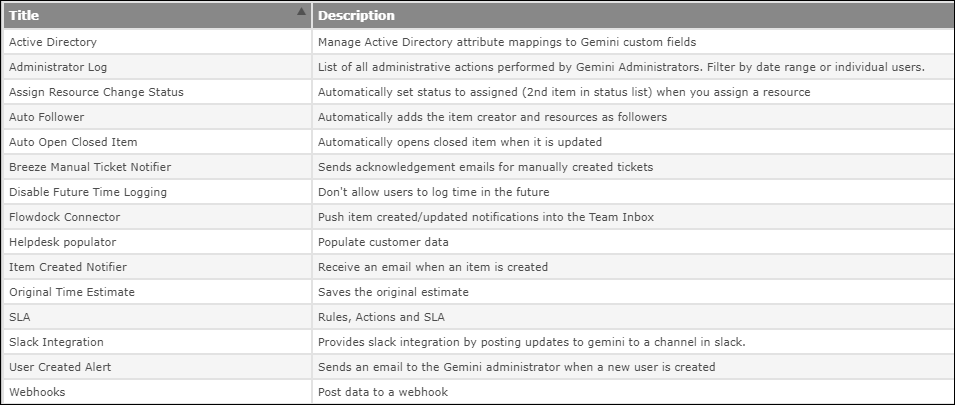 Title Description
Active Directory Manage Active Directory attribute mappings to Gemini custom fields
Administrator Log List of all administrative actions performed by Gemini Administrators. Filter by date range or individual users.
Assign Resource Change Status Automatically set status to assigned (2nd item in status list) when you assign a resource
Auto Follower Automatically adds the item creator and resources as followers
Auto Open Closed Item Automatically opens closed item when it is updated
Breeze Manual Ticket Notifier Sends acknowledgement emails for manually created tickets
Disable Future Time Logging Don't allow users to log time in the future
Flowdock Connector Push item created/updated notifications into the Team Inbox
Helpdesk populator Populate customer data
Item Created Notifier Receive an email when an item is created
Original Time Estimate Saves the original estimate
SLA Rules, Actions and SLA
Slack Integration Provides slack integration by posting updates to gemini to a channel in slack.
User Created Alert Sends an email to the Gemini administrator when a new user is created
Webhooks Post data to a webhook